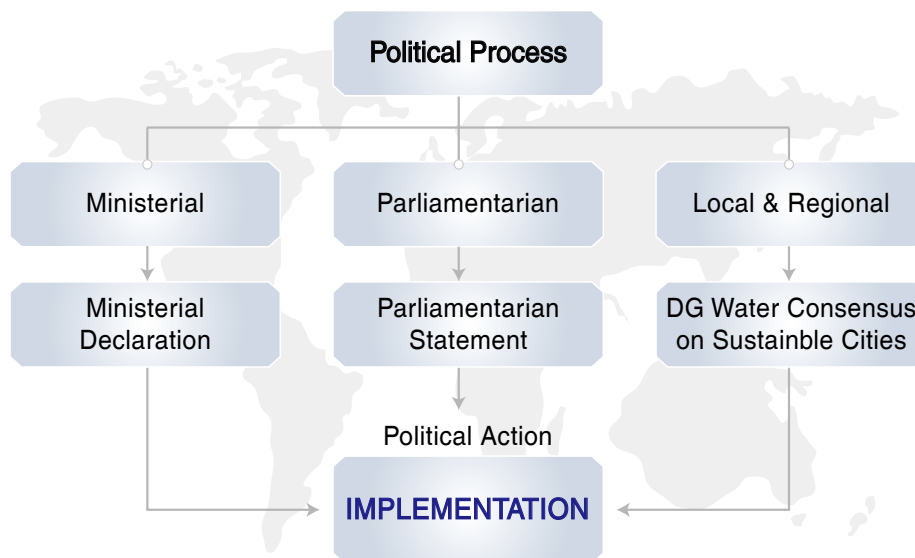 Political Process
Ministerial
Parliamentarian
Local & Regional
Ministerial
Declaration
Parliamentarian
Statement
DG Water Consensus
on Sustainble Cities
Political Action
IMPLEMENTATION